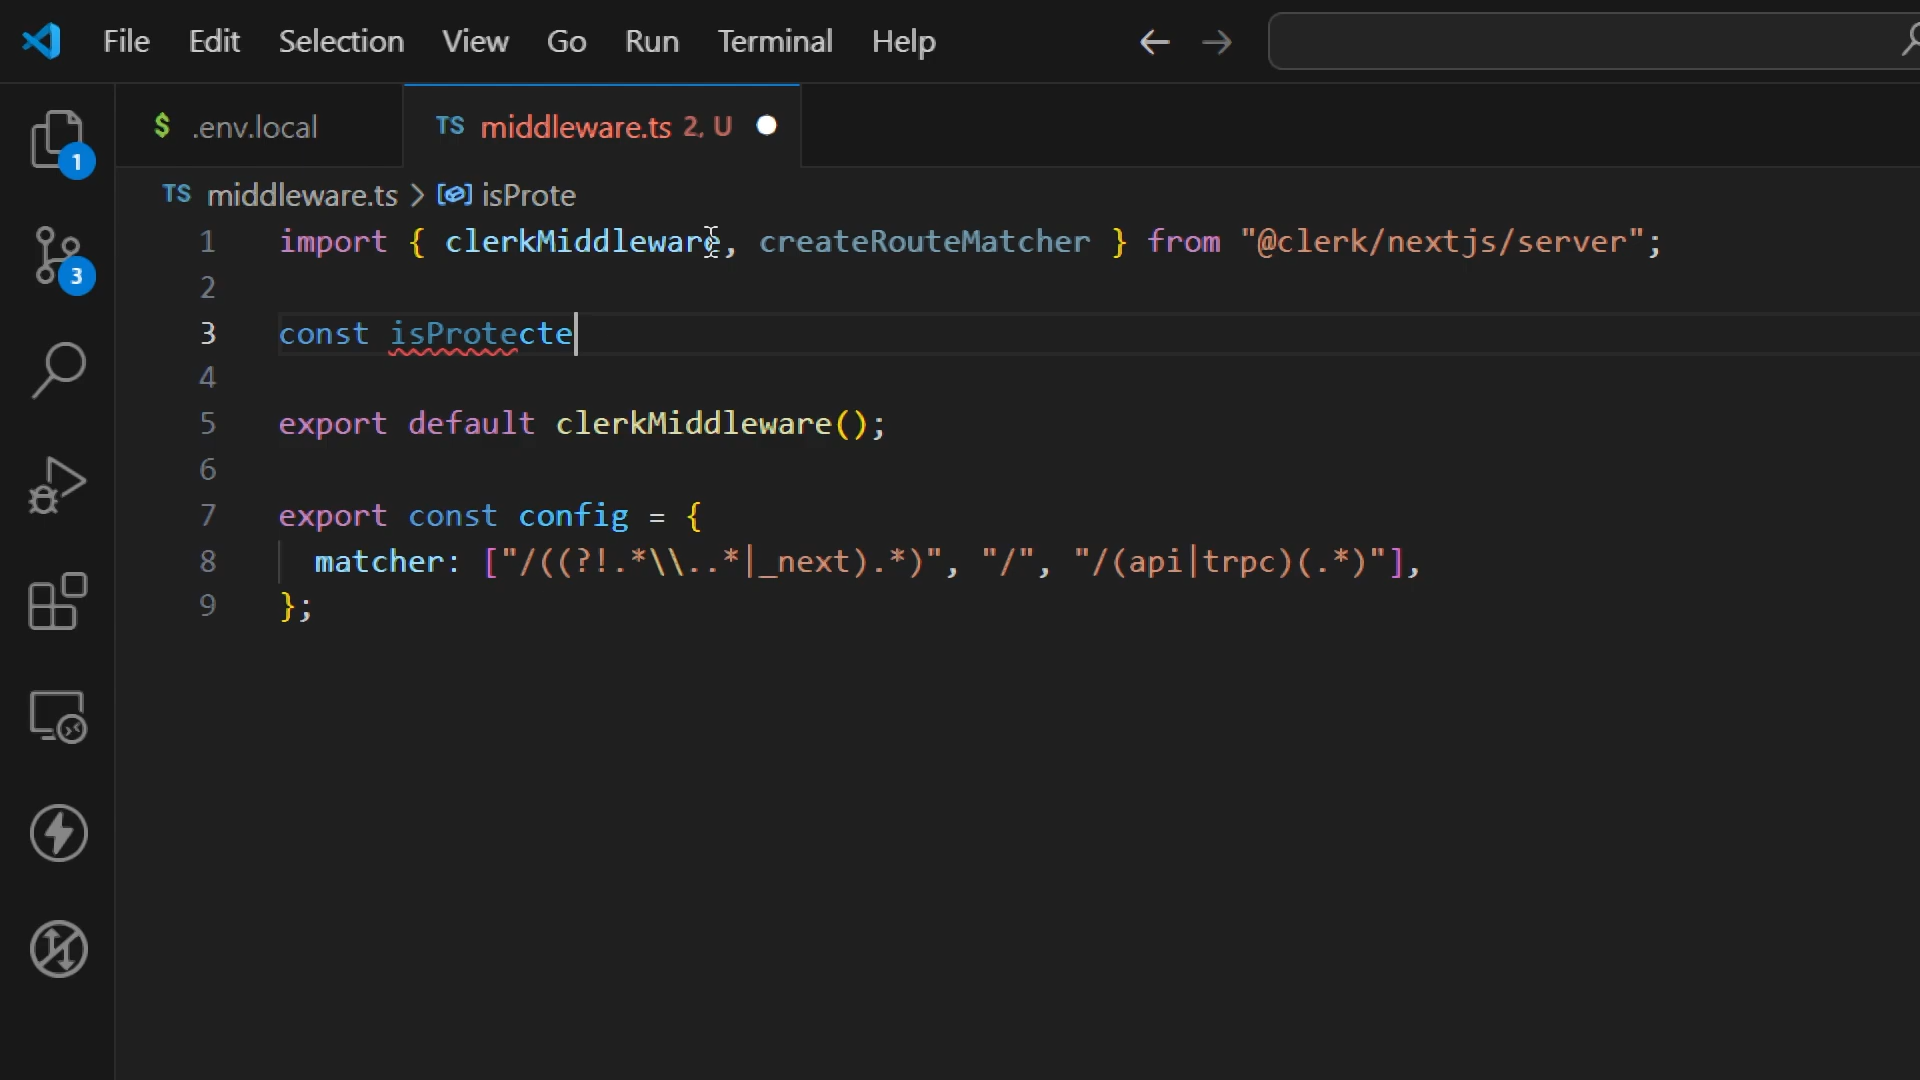 File Edit Selection View Go Run Terminal Help
$ .env.local TS middleware.ts 2, U
TS middleware.ts > isProte
1 import { clerkMiddleware, createRouteMatcher } from "@clerk/nextjs/server";
2
3 const isProtecte
4
5 export default clerkMiddleware();
6
7 export const config = {
8 matcher: ["/((?!.*\\..*|_next).*)", "/", "/(api|trpc)(.*)"],
9 };
1
3